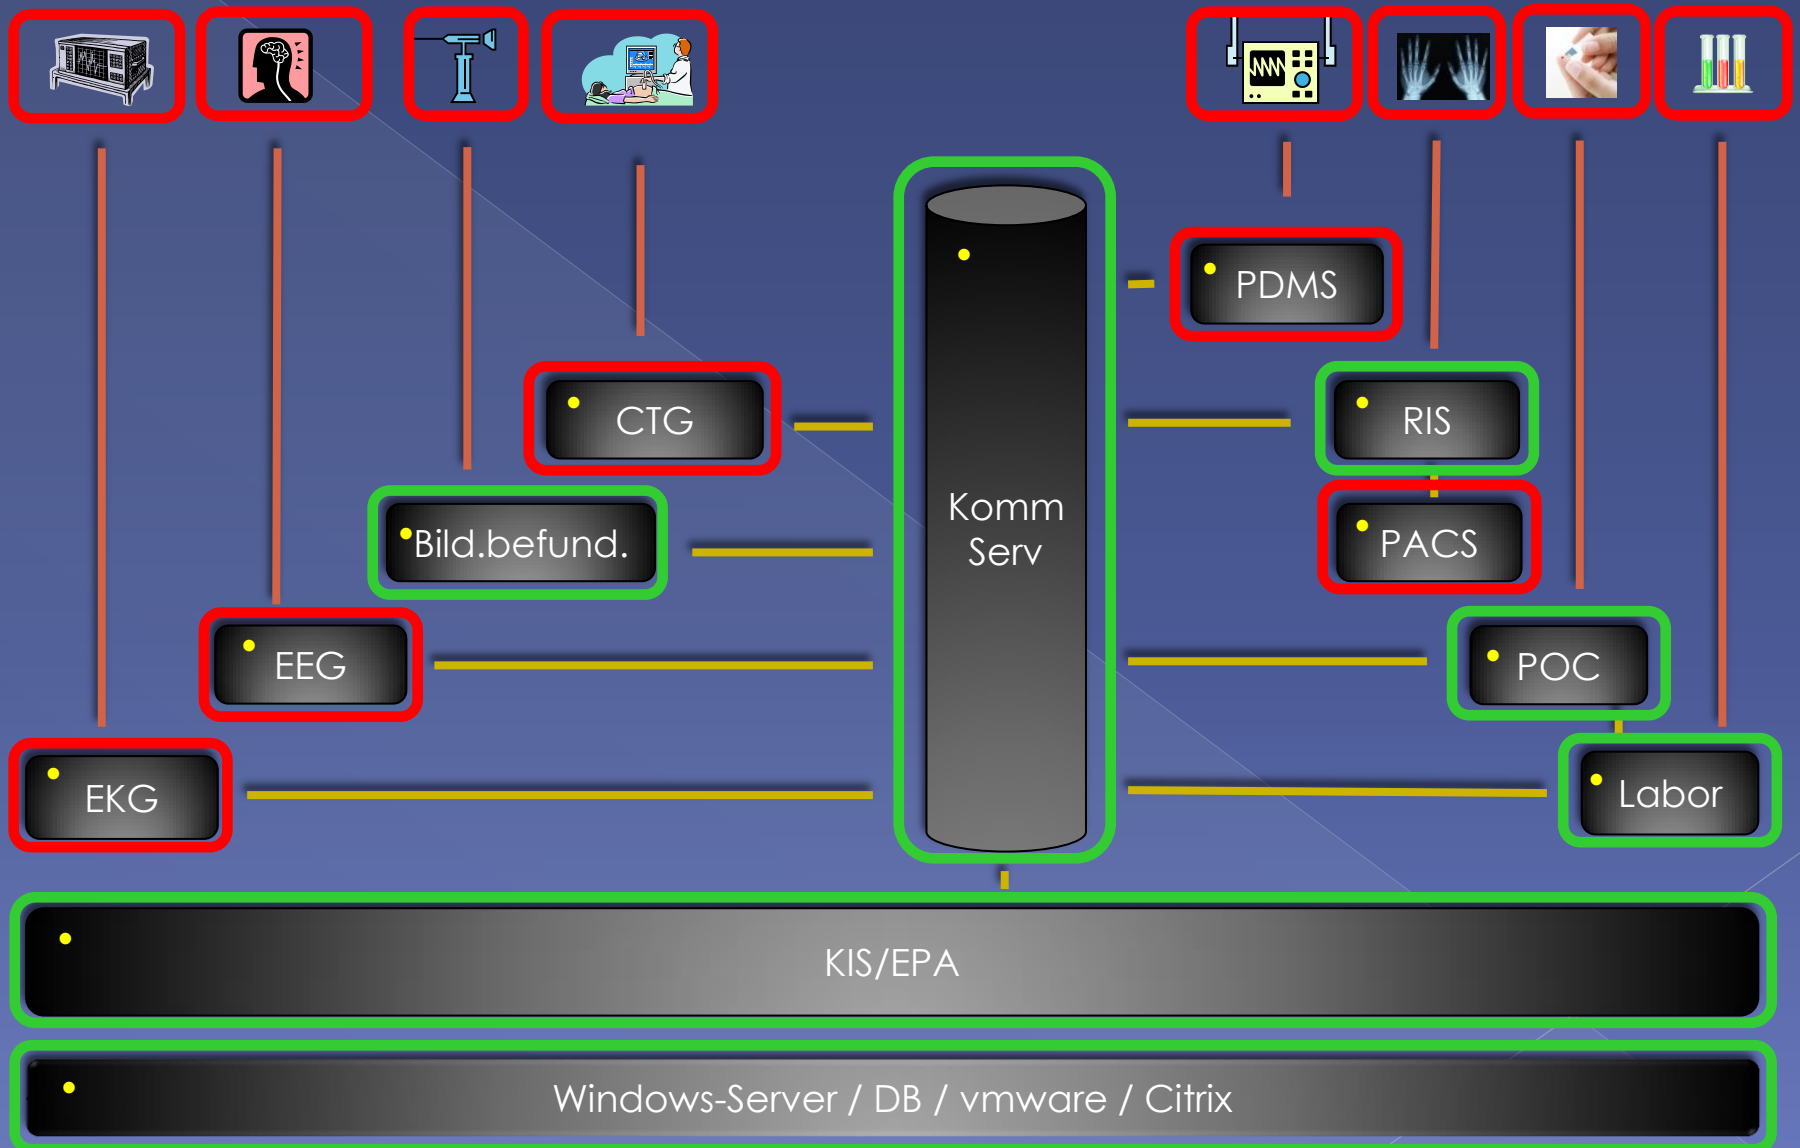 PDMS
CTG
RIS
Komm
Serv
Bild.befund.
PACS
EEG
POC
EKG
Labor
KIS/EPA
Windows-Server / DB / vmware / Citrix